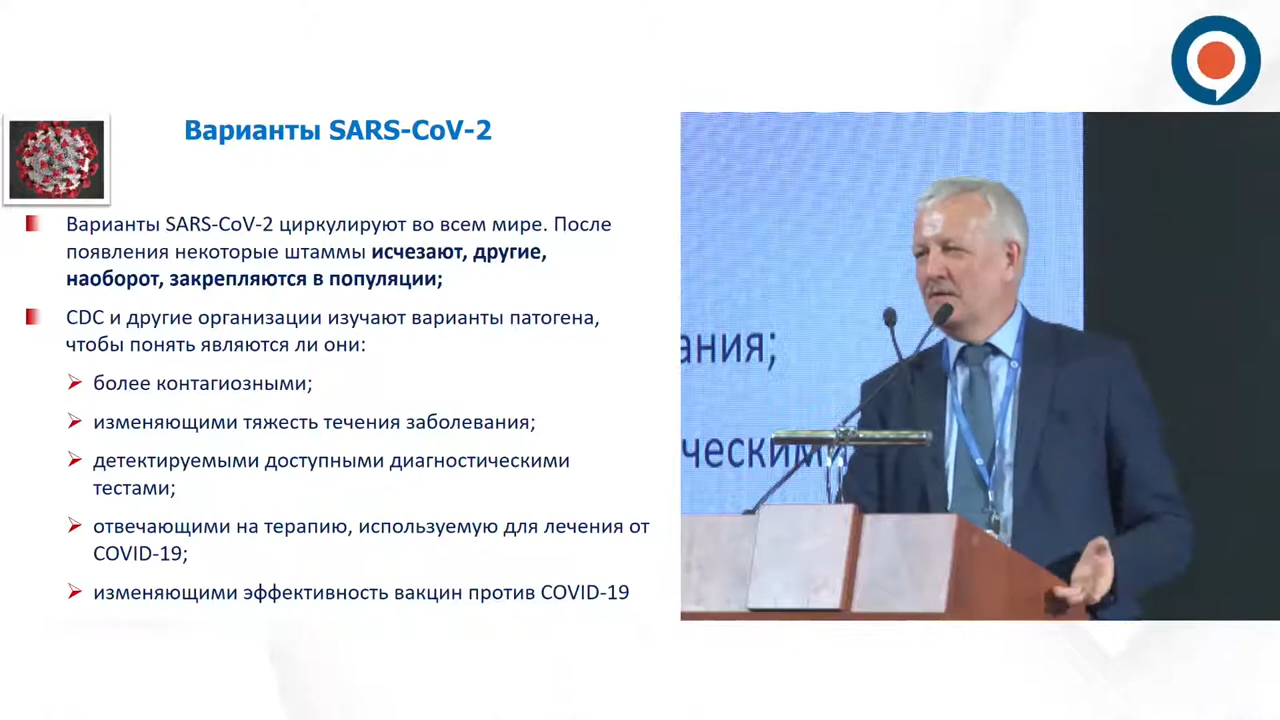 Варианты SARS-CoV-2
Варианты SARS-CoV-2 циркулируют во всем мире. После
появления некоторые штаммы исчезают, другие,
наоборот, закрепляются в популяции;
CDC и другие организации изучают варианты патогена,
чтобы понять являются ли они:
более контагиозными;
изменяющими тяжесть течения заболевания;
детектируемыми доступными диагностическими
тестами;
отвечающими на терапию, используемую для лечения от
COVID-19;
изменяющими эффективность вакцин против COVID-19
ания;
ческими